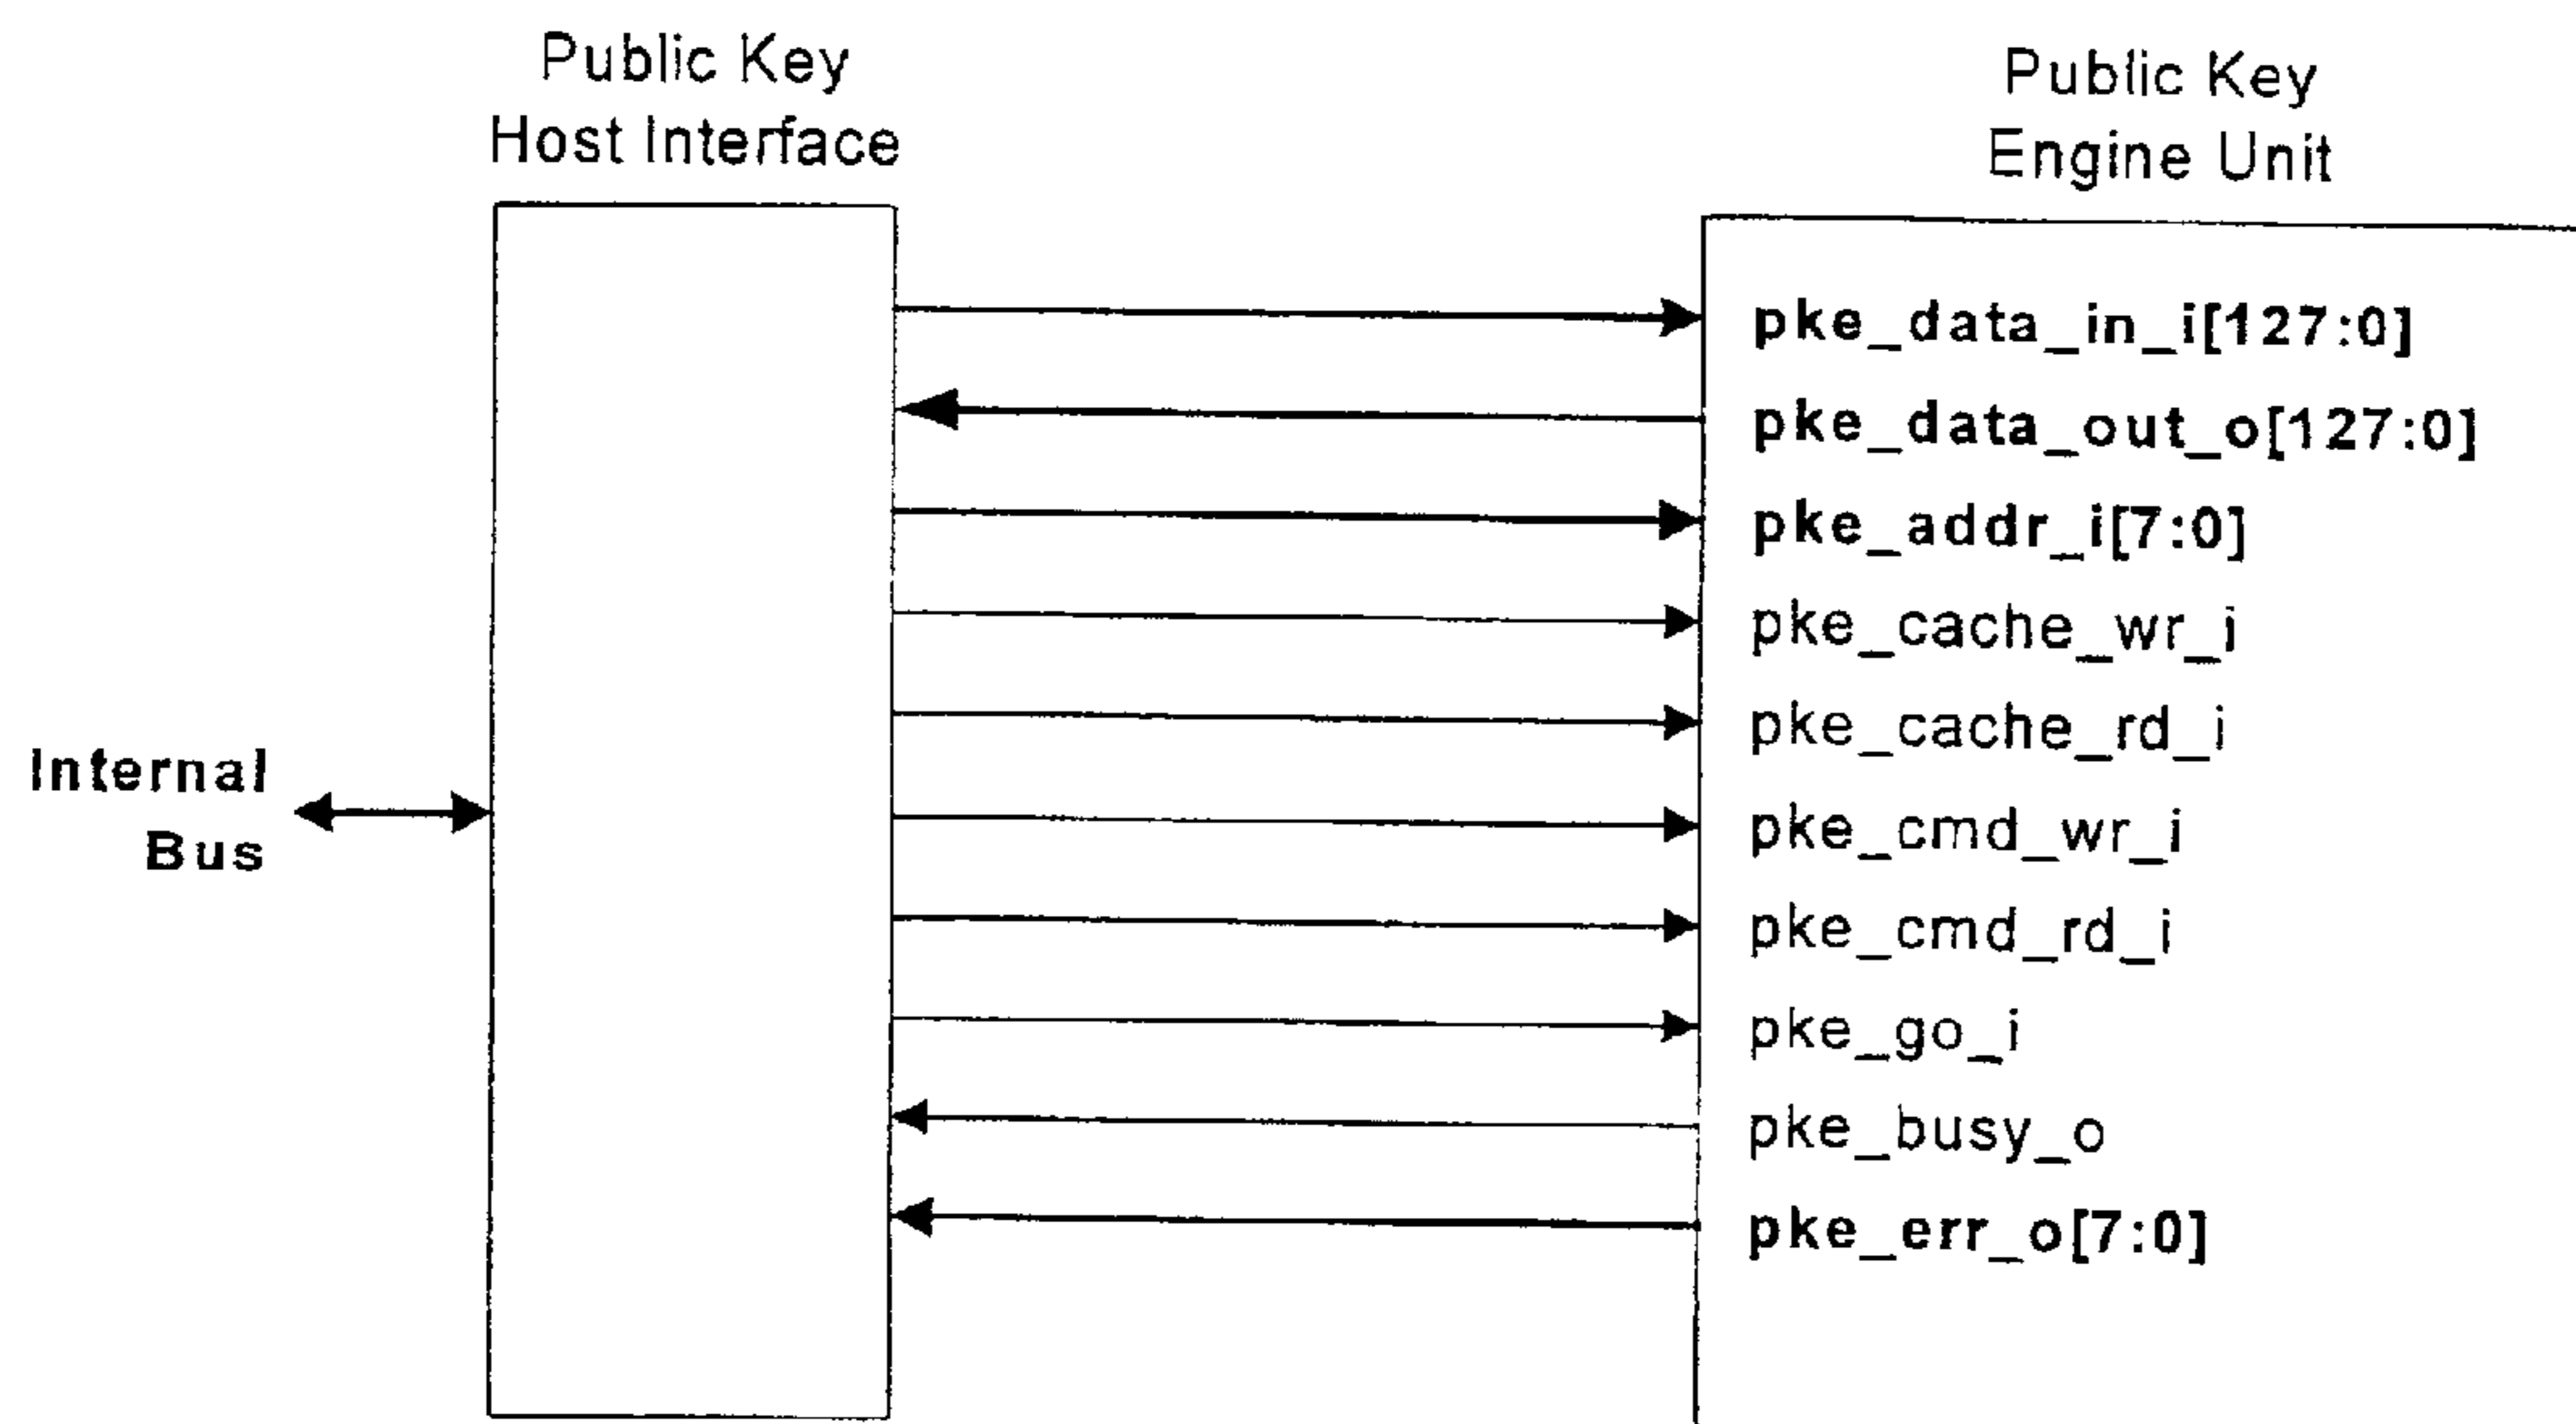 Public Key
Host Interface
Public Key
Engine Unit
pke_data_in_i[127:0]
pke_data_out_o[127:0]
pke_addr_i[7:0]
pke_cache_wr_i
pke_cache_rd_i
Internal
Bus
pke_cmd_wr_i
pke_cmd_rd_i
pke_go_i
pke_busy_o
pke_err_o[7:0]